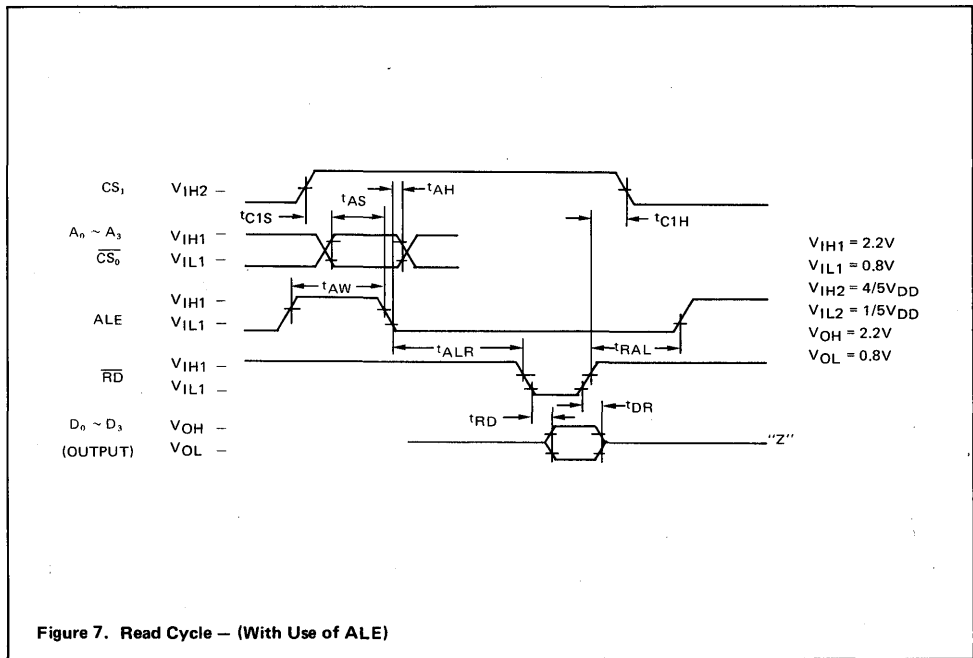 CS₁ VIH2 –
tC1S
tAS
tAH
tC1H
A₀ ~ A₃ VIH1 –
CS₀ VIL1 –
tAW
ALE VIH1 –
VIL1 –
tALR
tRAL
RD VIH1 –
VIL1 –
tRD
tDR
D₀ ~ D₃ VOH –
(OUTPUT) VOL –
"Z"
VIH1 = 2.2V
VIL1 = 0.8V
VIH2 = 4/5VDD
VIL2 = 1/5VDD
VOH = 2.2V
VOL = 0.8V
Figure 7. Read Cycle – (With Use of ALE)